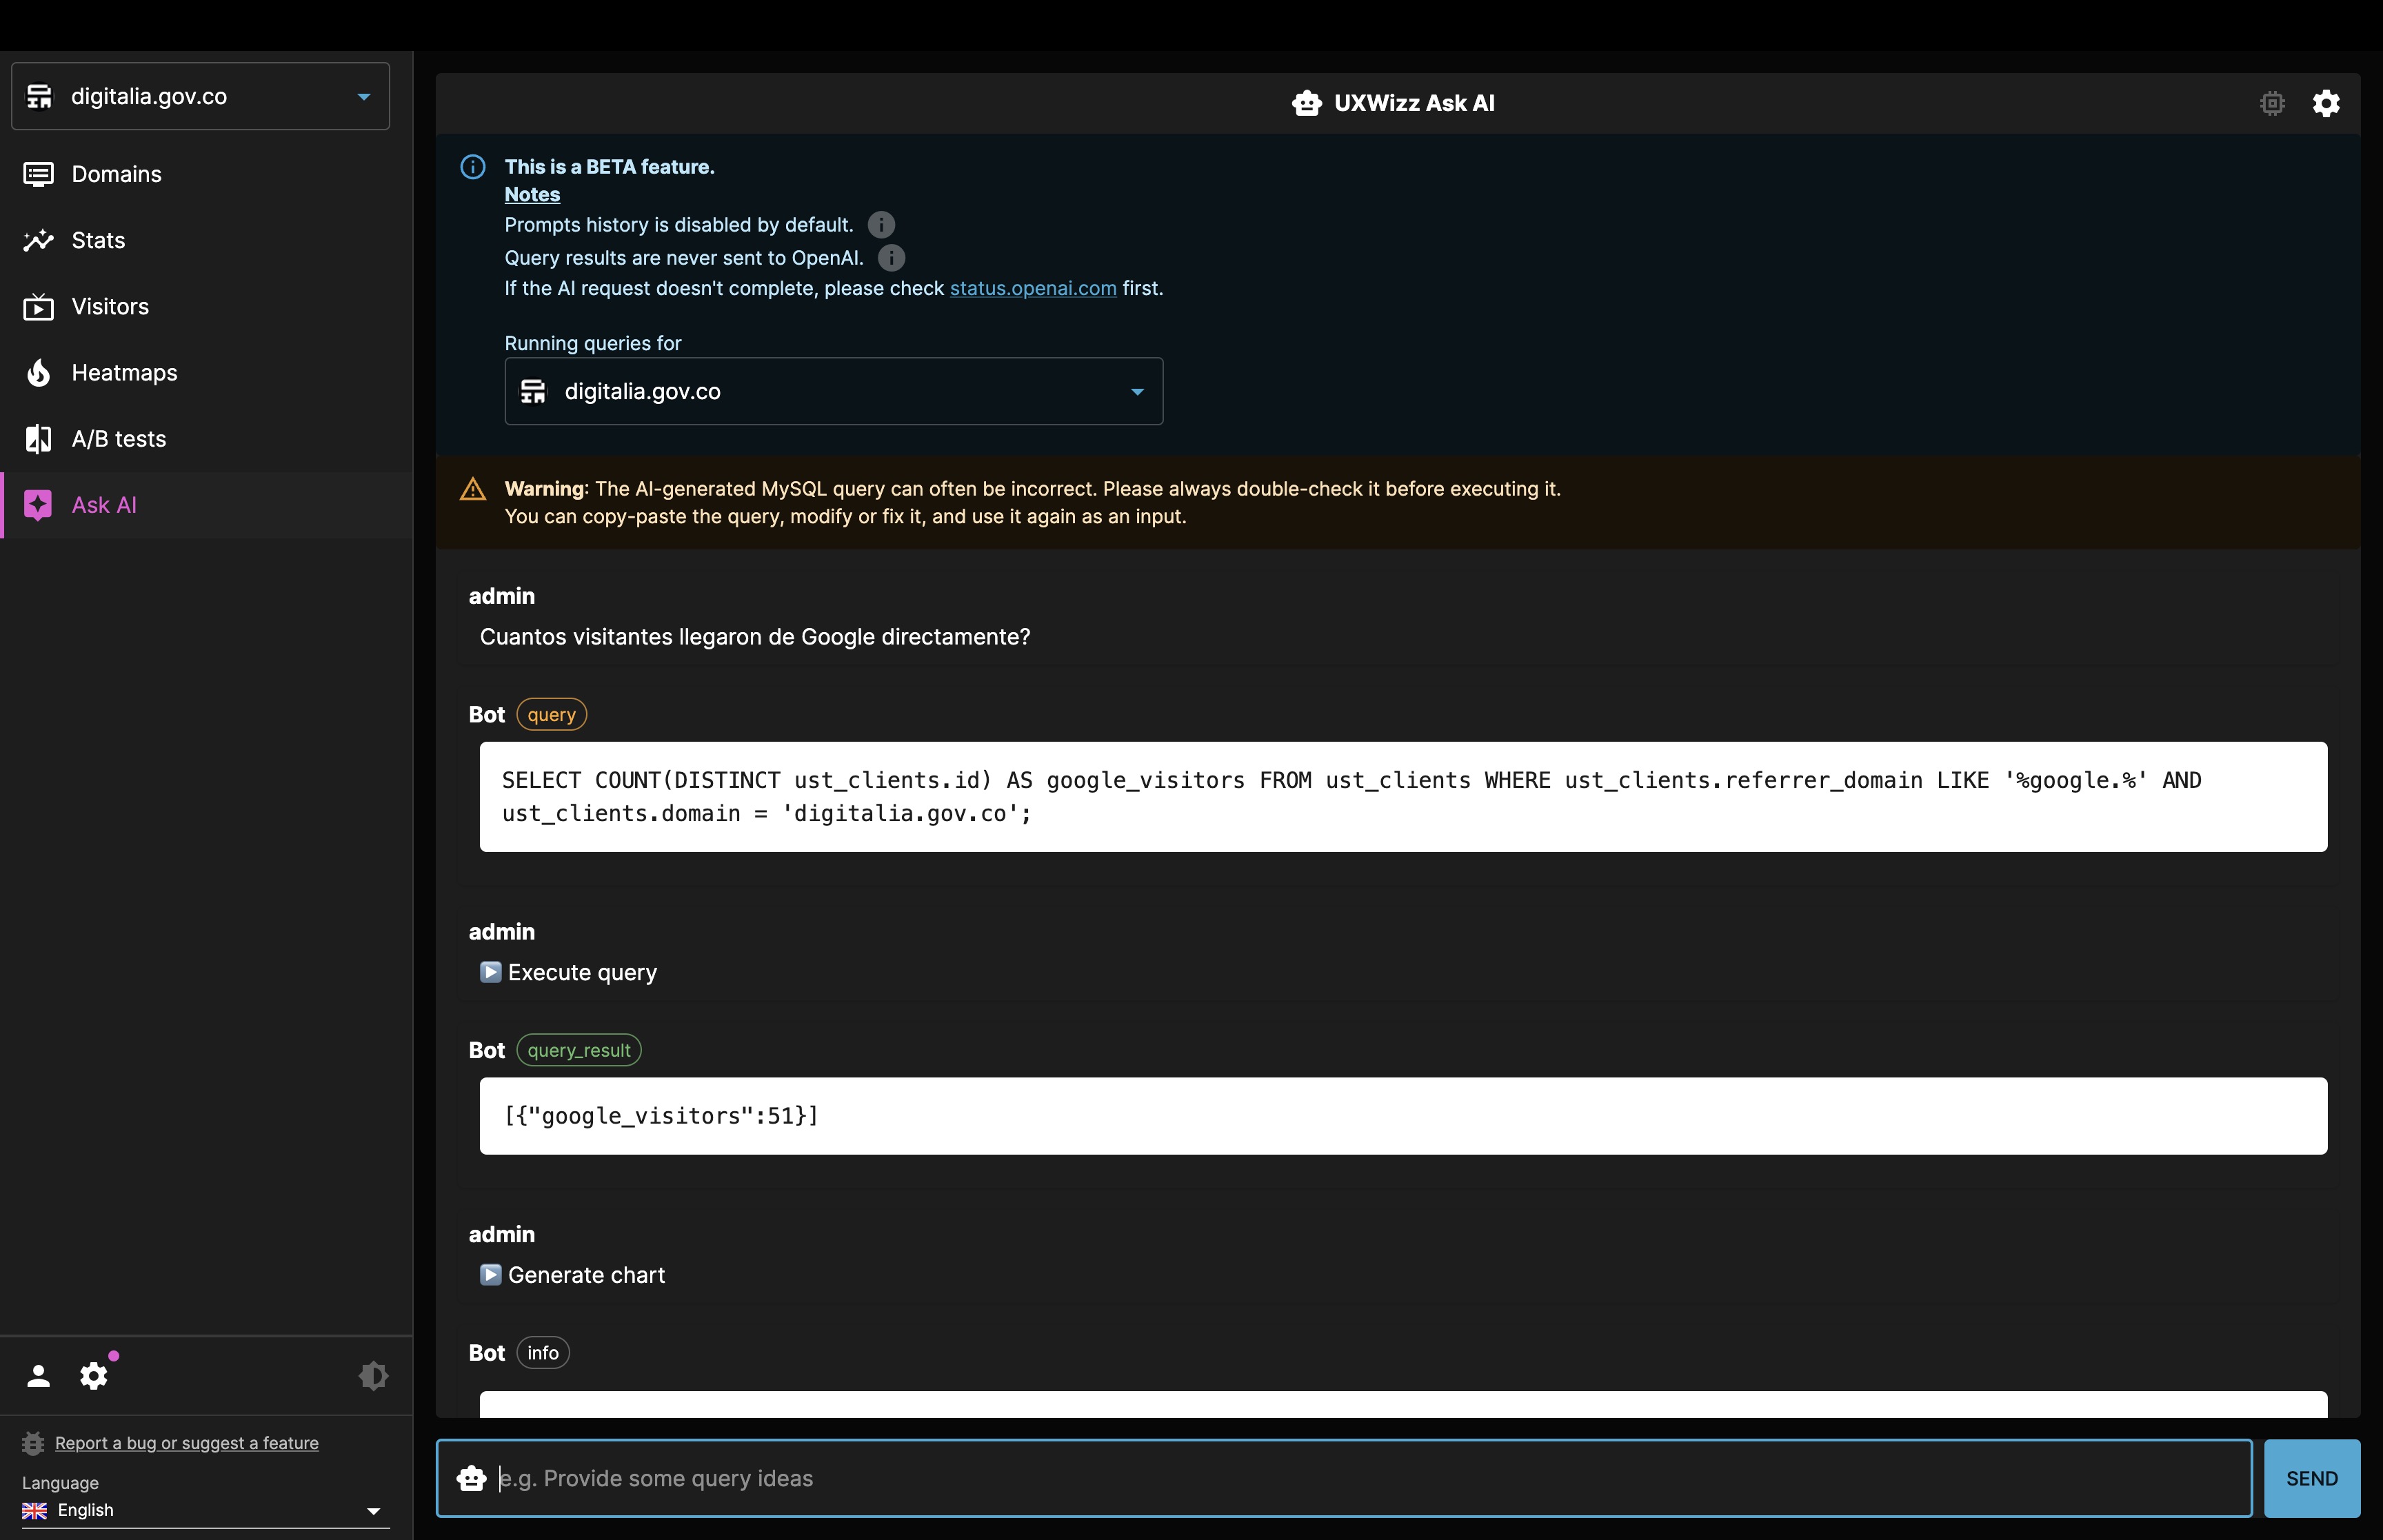 digitalia.gov.co
Domains
Stats
Visitors
Heatmaps
A/B tests
Ask AI
Report a bug or suggest a feature
Language
English
UXWizz Ask AI
This is a BETA feature.
Notes
Prompts history is disabled by default.
Query results are never sent to OpenAI.
If the AI request doesn't complete, please check status.openai.com first.
Running queries for
digitalia.gov.co
Warning: The AI-generated MySQL query can often be incorrect. Please always double-check it before executing it.
You can copy-paste the query, modify or fix it, and use it again as an input.
admin
Cuantos visitantes llegaron de Google directamente?
Bot query
SELECT COUNT(DISTINCT ust_clients.id) AS google_visitors FROM ust_clients WHERE ust_clients.referrer_domain LIKE '%google.%' AND
ust_clients.domain = 'digitalia.gov.co';
admin
Execute query
Bot query_result
[{"google_visitors":51}]
admin
Generate chart
Bot info
e.g. Provide some query ideas
SEND